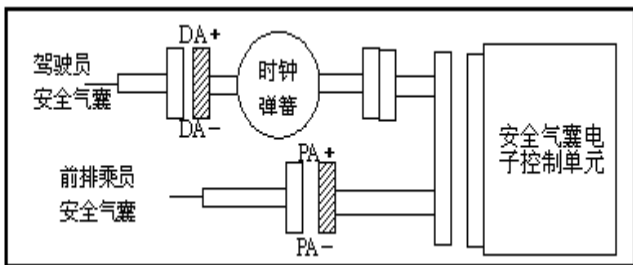 DA+
驾驶员
安全气囊
时钟
弹簧
DA-
安全气囊电
子控制单元
前排乘员
安全气囊
PA+
PA-